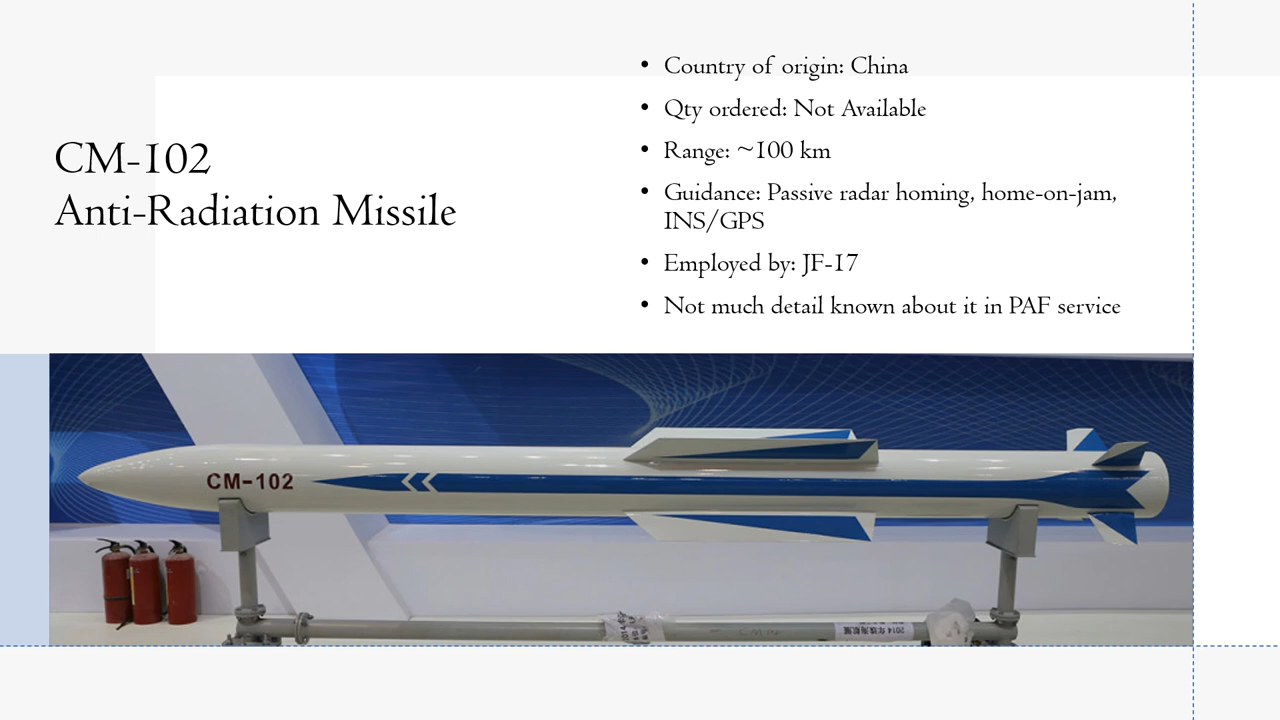 CM-102
Anti-Radiation Missile
• Country of origin: China
• Qty ordered: Not Available
• Range: ~100 km
• Guidance: Passive radar homing, home-on-jam,
INS/GPS
• Employed by: JF-17
• Not much detail known about it in PAF service
CM-102